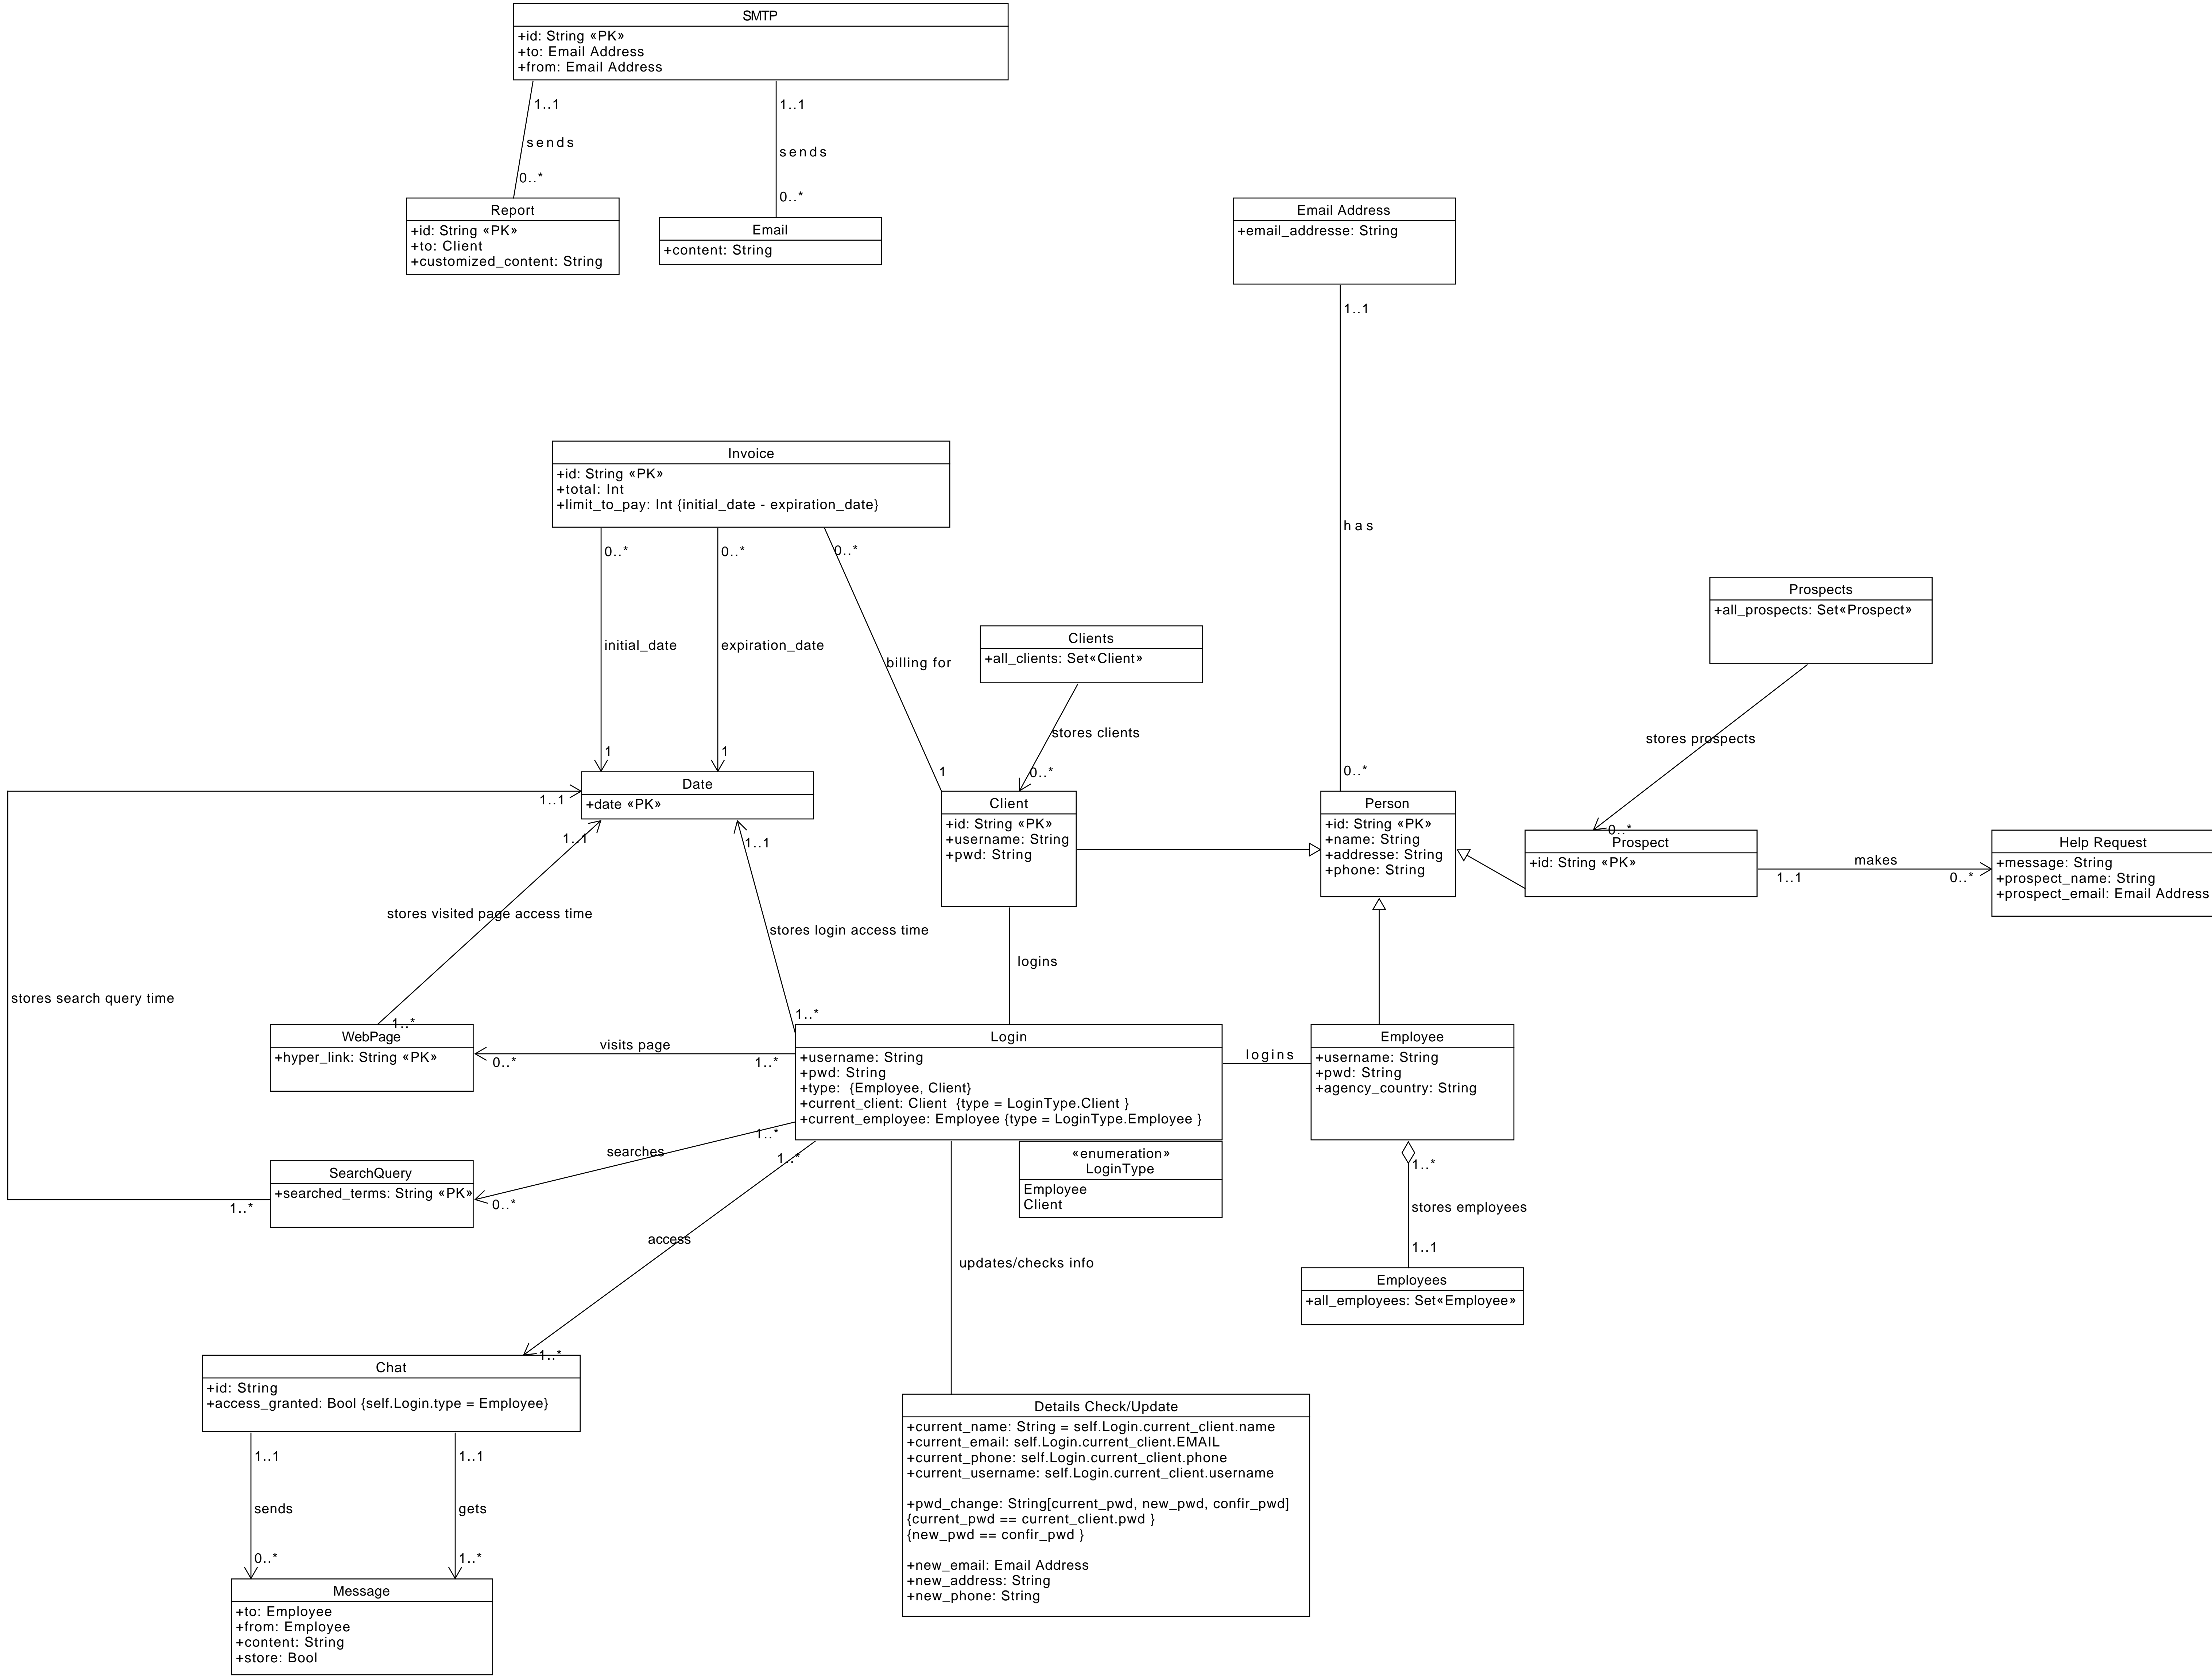 SMTP
+id: String «PK»
+to: Email Address
+from: Email Address
1..1
1..1
sends
sends
0..*
0..*
Report
+id: String «PK»
+to: Client
+customized_content: String
Email
+content: String
Email Address
+email_addresse: String
1..1
has
0..*
Invoice
+id: String «PK»
+total: Int
+limit_to_pay: Int {initial_date - expiration_date}
0..*
0..*
0..*
initial_date
expiration_date
billing for
1
1
1
Clients
+all_clients: Set«Client»
stores clients
0..*
Prospects
+all_prospects: Set«Prospect»
stores prospects
0..*
Date
+date «PK»
1..1
1..1
1..1
Client
+id: String «PK»
+username: String
+pwd: String
Person
+id: String «PK»
+name: String
+addresse: String
+phone: String
Prospect
+id: String «PK»
makes
1..1
0..*
Help Request
+message: String
+prospect_name: String
+prospect_email: Email Address
stores visited page access time
stores login access time
logins
stores search query time
1..*
1..*
WebPage
+hyper_link: String «PK»
visits page
0..*
1..*
Login
+username: String
+pwd: String
+type:  {Employee, Client}
+current_client: Client  {type = LoginType.Client }
+current_employee: Employee {type = LoginType.Employee }
logins
Employee
+username: String
+pwd: String
+agency_country: String
«enumeration»
LoginType
Employee
Client
1..*
searches
0..*
1..*
SearchQuery
+searched_terms: String «PK»
1..*
access
1..*
updates/checks info
1..*
stores employees
1..1
Employees
+all_employees: Set«Employee»
Chat
+id: String
+access_granted: Bool {self.Login.type = Employee}
1..1
1..1
sends
gets
0..*
1..*
Message
+to: Employee
+from: Employee
+content: String
+store: Bool
Details Check/Update
+current_name: String = self.Login.current_client.name
+current_email: self.Login.current_client.EMAIL
+current_phone: self.Login.current_client.phone
+current_username: self.Login.current_client.username
+pwd_change: String[current_pwd, new_pwd, confir_pwd]
{current_pwd == current_client.pwd }
{new_pwd == confir_pwd }
+new_email: Email Address
+new_address: String
+new_phone: String